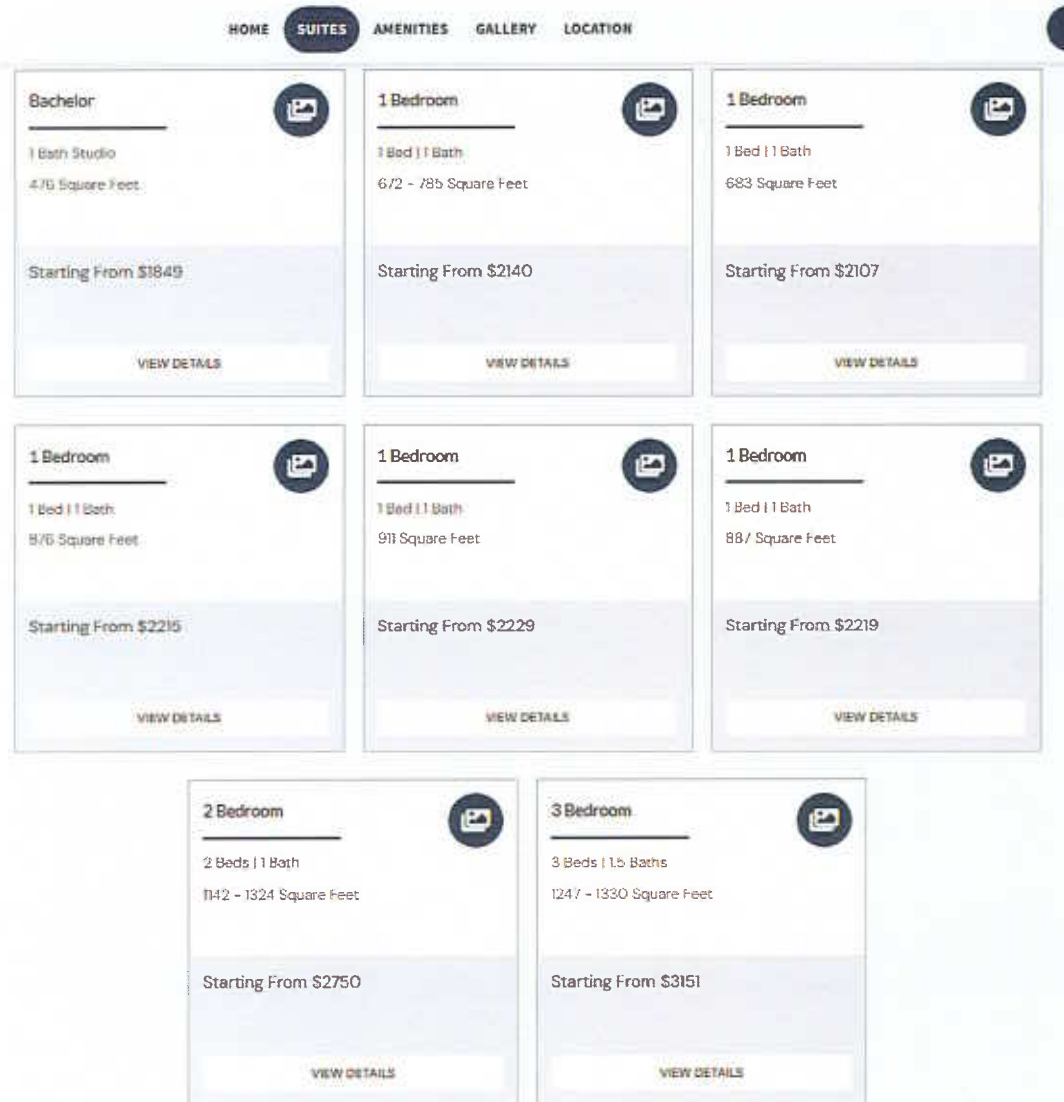 HOME SUITES AMENITIES GALLERY LOCATION
Bachelor
1 Bath Studio
476 Square Feet
Starting From $1849
VIEW DETAILS
1 Bedroom
1 Bed | 1 Bath
672 - 785 Square Feet
Starting From $2140
VIEW DETAILS
1 Bedroom
1 Bed | 1 Bath
683 Square Feet
Starting From $2107
VIEW DETAILS
1 Bedroom
1 Bed | 1 Bath
Square Feet
Starting From $2215
VIEW DETAILS
1 Bedroom
1 Bed | 1 Bath
911 Square Feet
Starting From $2229
VIEW DETAILS
1 Bedroom
1 Bed | 1 Bath
887 Square Feet
Starting From $2219
VIEW DETAILS
2 Bedroom
2 Beds | 1 Bath
1142 - 1324 Square Feet
Starting From $2750
VIEW DETAILS
3 Bedroom
3 Beds | 1.5 Baths
1247 - 1330 Square Feet
Starting From $3151
VIEW DETAILS